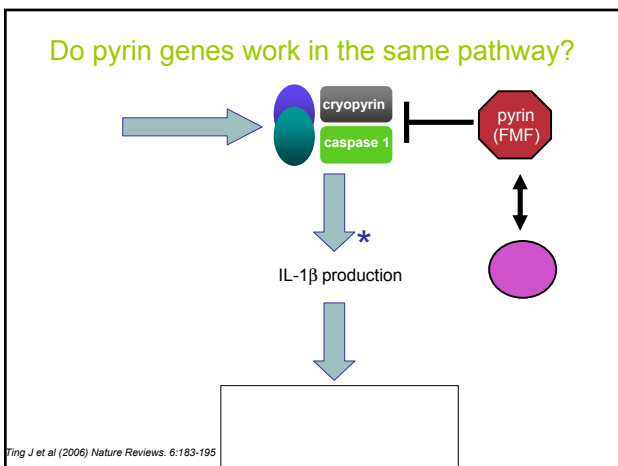 Do pyrin genes work in the same pathway?
cryopyrin
caspase 1
pyrin
(FMF)
*
IL-1β production
Ting J et al (2006) Nature Reviews. 6:183-195